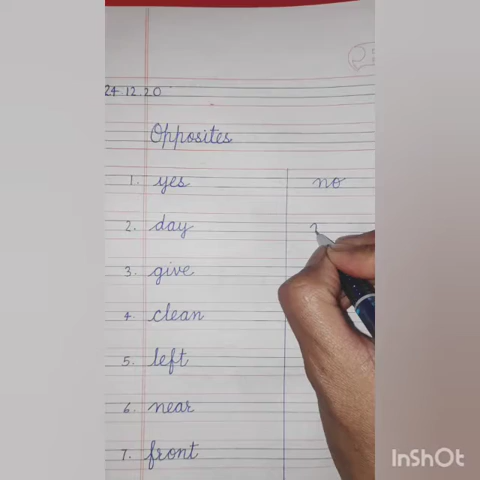 24.12.20
Opposites
1. yes no
2. day
3. give
4. clean
5. left
6. near
7. front
InShOt